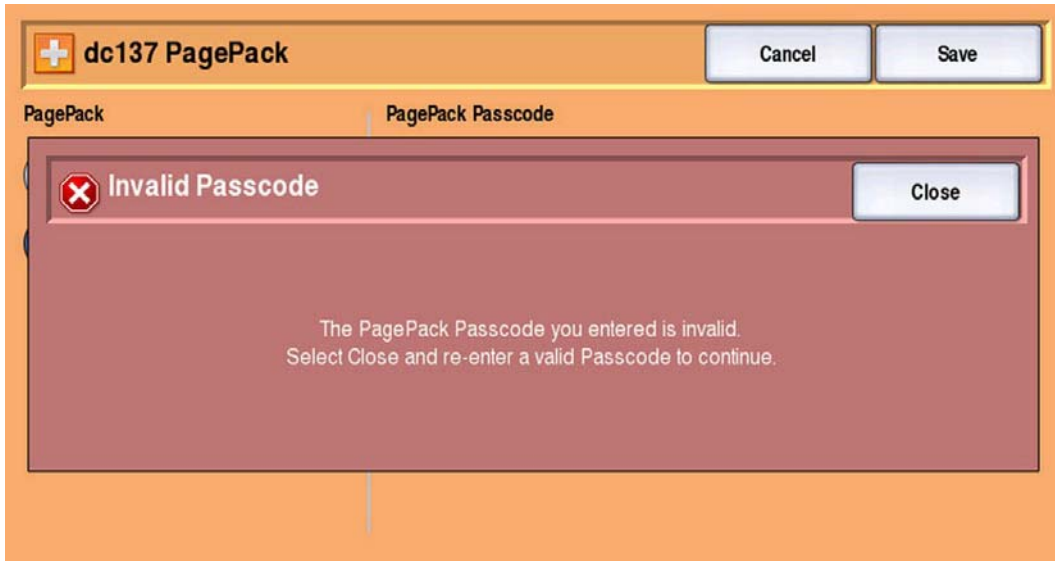 dc137 PagePack
Cancel
Save
PagePack
PagePack Passcode
Invalid Passcode
Close
The PagePack Passcode you entered is invalid.
Select Close and re-enter a valid Passcode to continue.